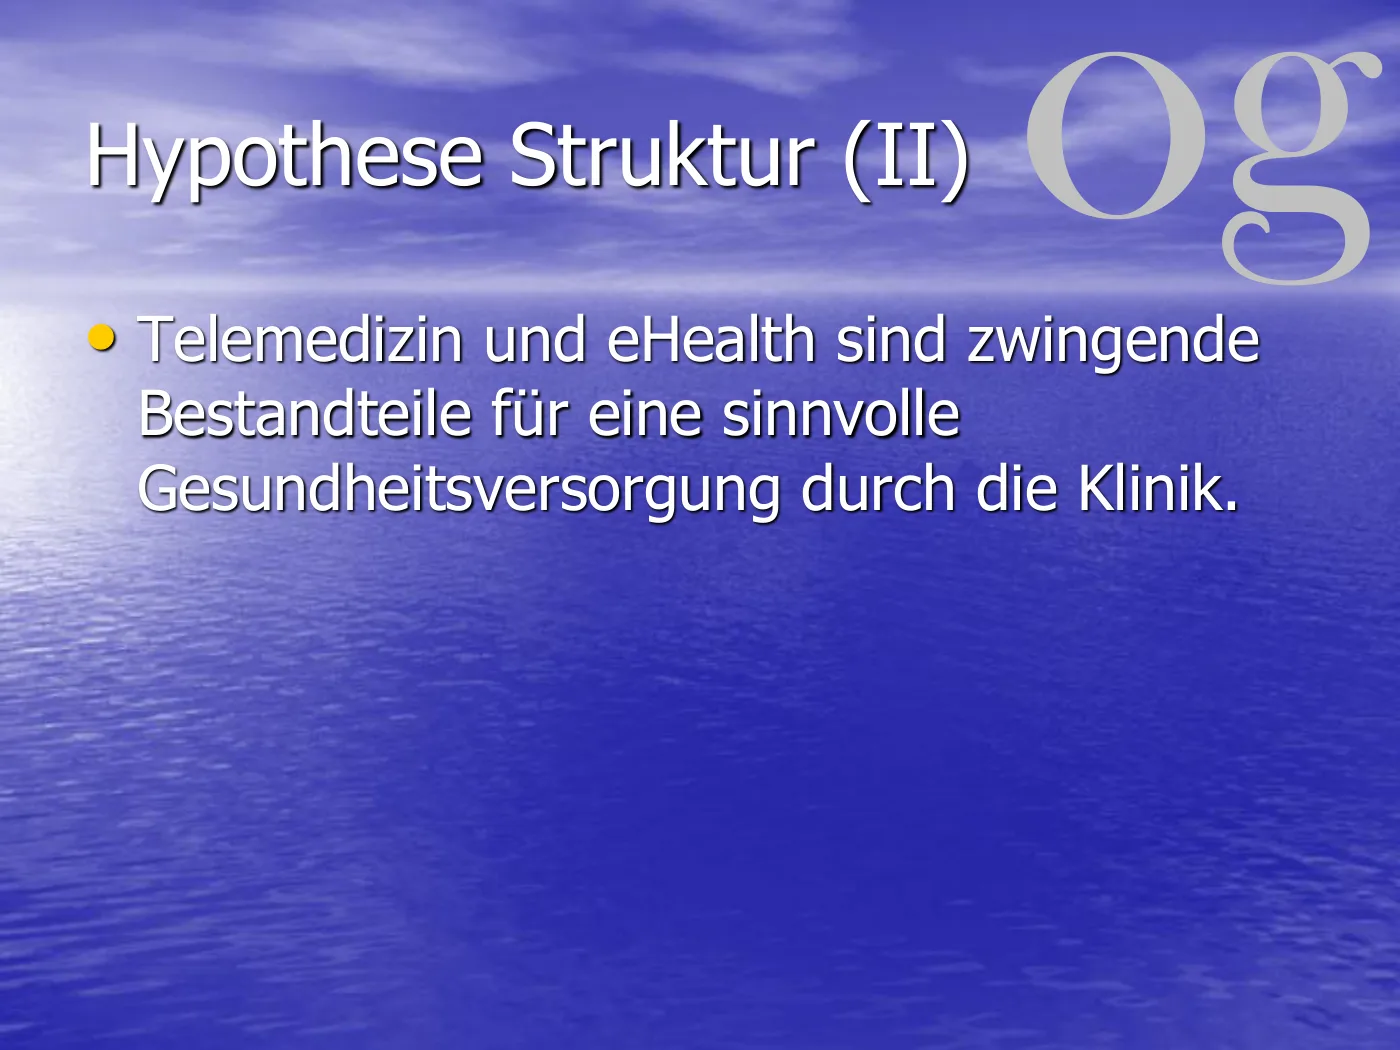 og
Hypothese Struktur (II)
• Telemedizin und eHealth sind zwingende
Bestandteile für eine sinnvolle
Gesundheitsversorgung durch die Klinik.